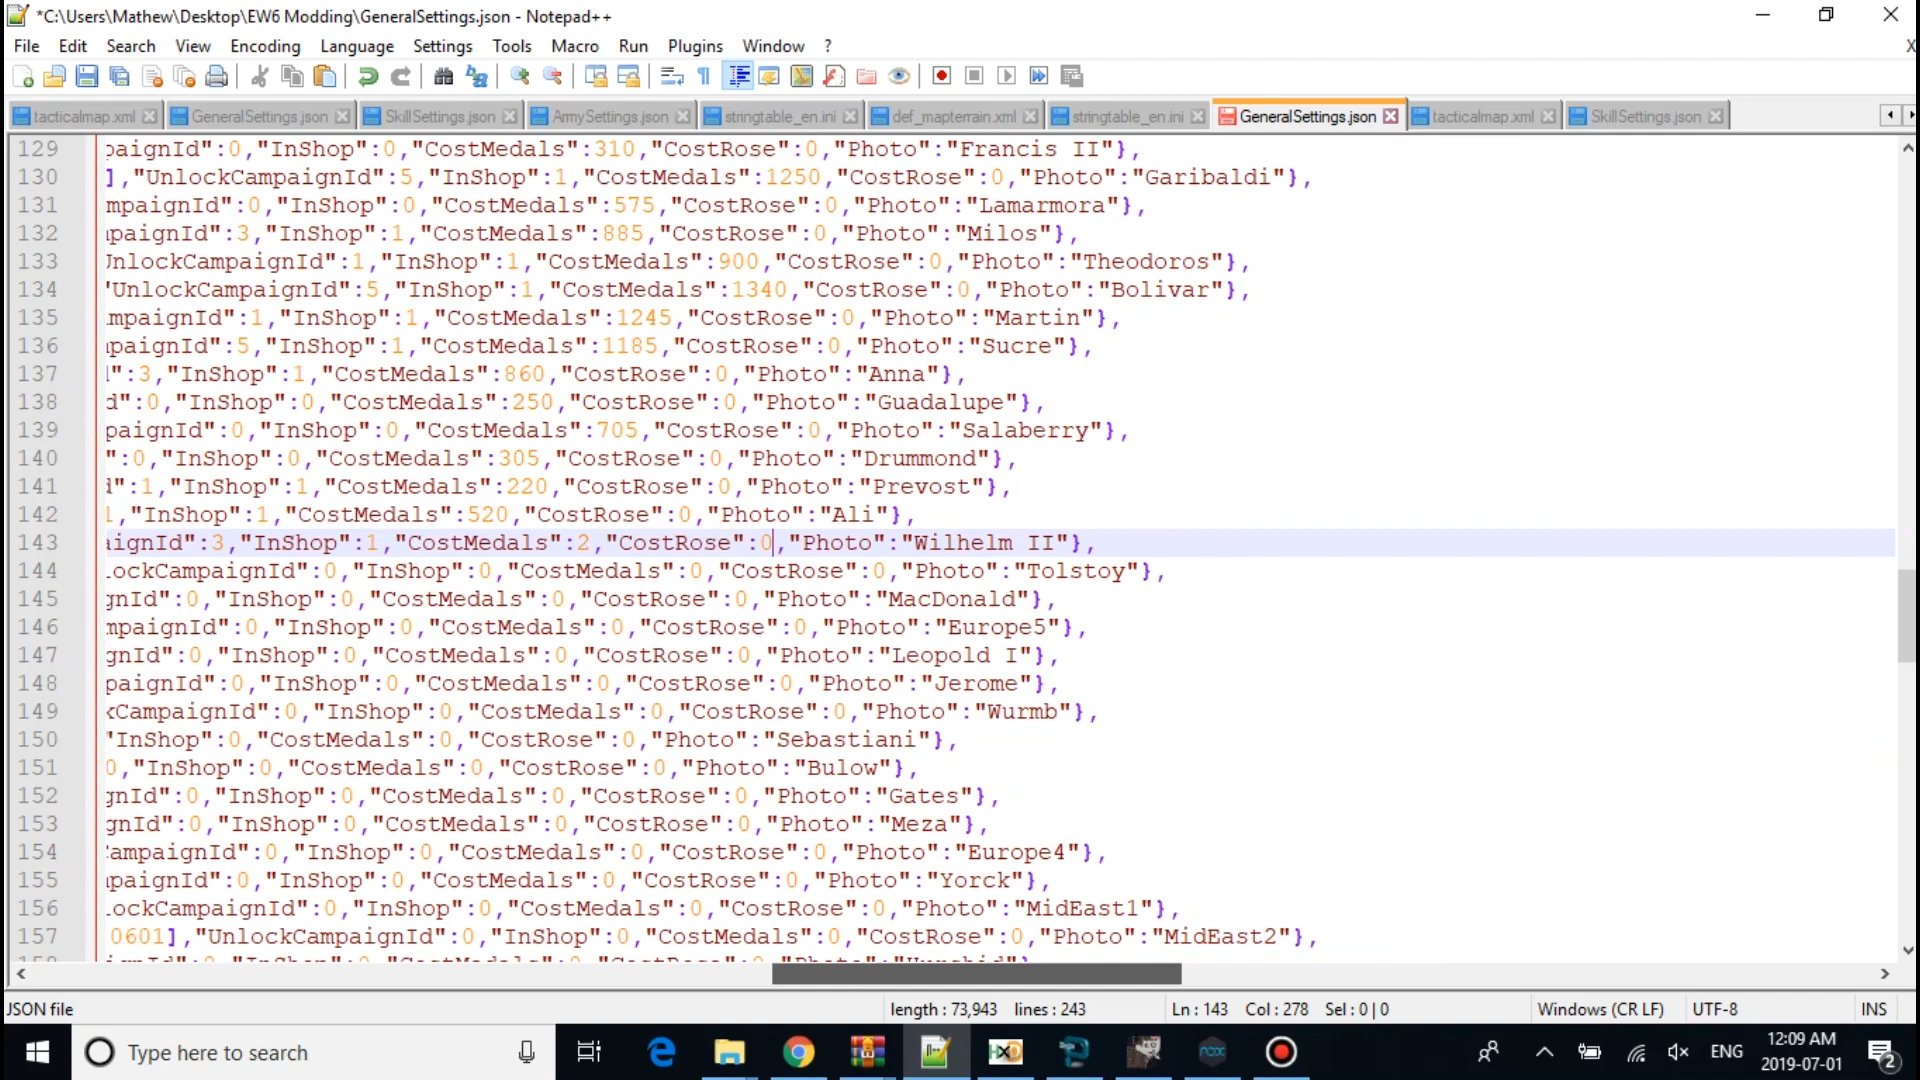 *C:\Users\Mathew\Desktop\EW6 Modding\GeneralSettings.json - Notepad++
File Edit Search View Encoding Language Settings Tools Macro Run Plugins Window ? X
tacticalmap.xml GeneralSettings.json SkillSettings.json ArmySettings.json stringtable_en.ini def_mapterrain.xml stringtable_en.ini GeneralSettings.json tacticalmap.xml SkillSettings.json
129 paignId":0,"InShop":0,"CostMedals":310,"CostRose":0,"Photo":"Francis II"},
130 ],"UnlockCampaignId":5,"InShop":1,"CostMedals":1250,"CostRose":0,"Photo":"Garibaldi"},
131 mpaignId":0,"InShop":0,"CostMedals":575,"CostRose":0,"Photo":"Lamarmora"},
132 paignId":3,"InShop":1,"CostMedals":885,"CostRose":0,"Photo":"Milos"},
133 UnlockCampaignId":1,"InShop":1,"CostMedals":900,"CostRose":0,"Photo":"Theodoros"},
134 "UnlockCampaignId":5,"InShop":1,"CostMedals":1340,"CostRose":0,"Photo":"Bolivar"},
135 mpaignId":1,"InShop":1,"CostMedals":1245,"CostRose":0,"Photo":"Martin"},
136 paignId":5,"InShop":1,"CostMedals":1185,"CostRose":0,"Photo":"Sucre"},
137 d":3,"InShop":1,"CostMedals":860,"CostRose":0,"Photo":"Anna"},
138 d":0,"InShop":0,"CostMedals":250,"CostRose":0,"Photo":"Guadalupe"},
139 paignId":0,"InShop":0,"CostMedals":705,"CostRose":0,"Photo":"Salaberry"},
140 ":0,"InShop":0,"CostMedals":305,"CostRose":0,"Photo":"Drummond"},
141 d":1,"InShop":1,"CostMedals":220,"CostRose":0,"Photo":"Prevost"},
142 1,"InShop":1,"CostMedals":520,"CostRose":0,"Photo":"Ali"},
143 aignId":3,"InShop":1,"CostMedals":2,"CostRose":0,"Photo":"Wilhelm II"},
144 lockCampaignId":0,"InShop":0,"CostMedals":0,"CostRose":0,"Photo":"Tolstoy"},
145 gnId":0,"InShop":0,"CostMedals":0,"CostRose":0,"Photo":"MacDonald"},
146 mpaignId":0,"InShop":0,"CostMedals":0,"CostRose":0,"Photo":"Europe5"},
147 gnId":0,"InShop":0,"CostMedals":0,"CostRose":0,"Photo":"Leopold I"},
148 paignId":0,"InShop":0,"CostMedals":0,"CostRose":0,"Photo":"Jerome"},
149 kCampaignId":0,"InShop":0,"CostMedals":0,"CostRose":0,"Photo":"Wurmb"},
150 "InShop":0,"CostMedals":0,"CostRose":0,"Photo":"Sebastiani"},
151 0,"InShop":0,"CostMedals":0,"CostRose":0,"Photo":"Bulow"},
152 gnId":0,"InShop":0,"CostMedals":0,"CostRose":0,"Photo":"Gates"},
153 gnId":0,"InShop":0,"CostMedals":0,"CostRose":0,"Photo":"Meza"},
154 CampaignId":0,"InShop":0,"CostMedals":0,"CostRose":0,"Photo":"Europe4"},
155 paignId":0,"InShop":0,"CostMedals":0,"CostRose":0,"Photo":"Yorck"},
156 lockCampaignId":0,"InShop":0,"CostMedals":0,"CostRose":0,"Photo":"MidEast1"},
157 0601],"UnlockCampaignId":0,"InShop":0,"CostMedals":0,"CostRose":0,"Photo":"MidEast2"},
JSON file length : 73,943 lines : 243 Ln : 143 Col : 278 Sel : 0 | 0 Windows (CR LF) UTF-8 INS
Type here to search ENG 12:09 AM
2019-07-01 2